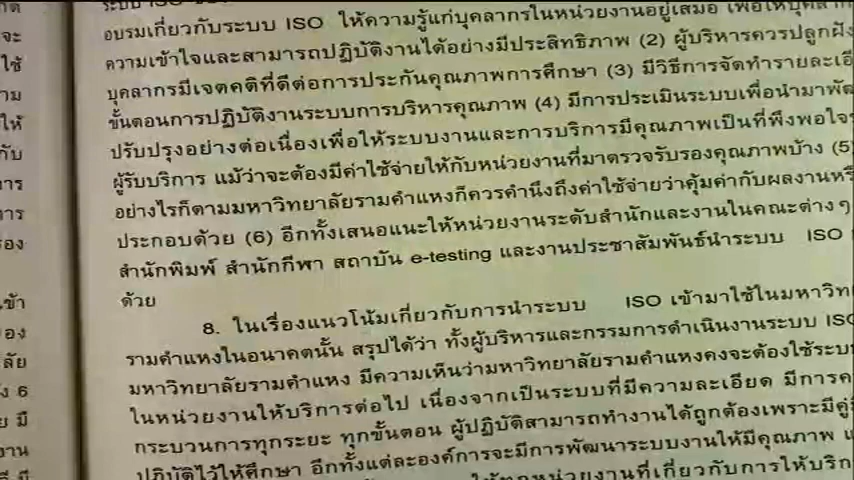 อบรมเกี่ยวกับระบบ ISO ให้ความรู้แก่บุคลากรในหน่วยงานอยู่เสมอ เพื่อให้บุคลากร
ความเข้าใจและสามารถปฏิบัติงานได้อย่างมีประสิทธิภาพ (2) ผู้บริหารควรปลูกฝัง
บุคลากรมีเจตคติที่ดีต่อการประกันคุณภาพการศึกษา (3) มีวิธีการจัดทำรายละเอี
ขั้นตอนการปฏิบัติงานระบบการบริหารคุณภาพ (4) มีการประเมินระบบเพื่อนำมาพัฒ
ปรับปรุงอย่างต่อเนื่องเพื่อให้ระบบงานและการบริการมีคุณภาพเป็นที่พึงพอใจ
ผู้รับบริการ แม้ว่าจะต้องมีค่าใช้จ่ายให้กับหน่วยงานที่มาตรวจรับรองคุณภาพบ้าง (5)
อย่างไรก็ตามมหาวิทยาลัยรามคำแหงก็ควรคำนึงถึงค่าใช้จ่ายว่าคุ้มค่ากับผลงานหรื
ประกอบด้วย (6) อีกทั้งเสนอแนะให้หน่วยงานระดับสำนักและงานในคณะต่าง ๆ
สำนักพิมพ์ สำนักกีฬา สถาบัน e-testing และงานประชาสัมพันธ์นำระบบ ISO
ด้วย
8. ในเรื่องแนวโน้มเกี่ยวกับการนำระบบ ISO เข้ามาใช้ในมหาวิท
รามคำแหงในอนาคตนั้น สรุปได้ว่า ทั้งผู้บริหารและกรรมการดำเนินงานระบบ ISO
มหาวิทยาลัยรามคำแหง มีความเห็นว่ามหาวิทยาลัยรามคำแหงคงจะต้องใช้ระบ
ในหน่วยงานให้บริการต่อไป เนื่องจากเป็นระบบที่มีความละเอียด มีการค
กระบวนการทุกระยะ ทุกขั้นตอน ผู้ปฏิบัติสามารถทำงานได้ถูกต้องเพราะมีคู่มื
ปฏิบัติไว้ให้ศึกษา อีกทั้งแต่ละองค์การจะมีการพัฒนาระบบงานให้มีคุณภาพ
หน่วยงานที่เกี่ยวกับการให้บริก